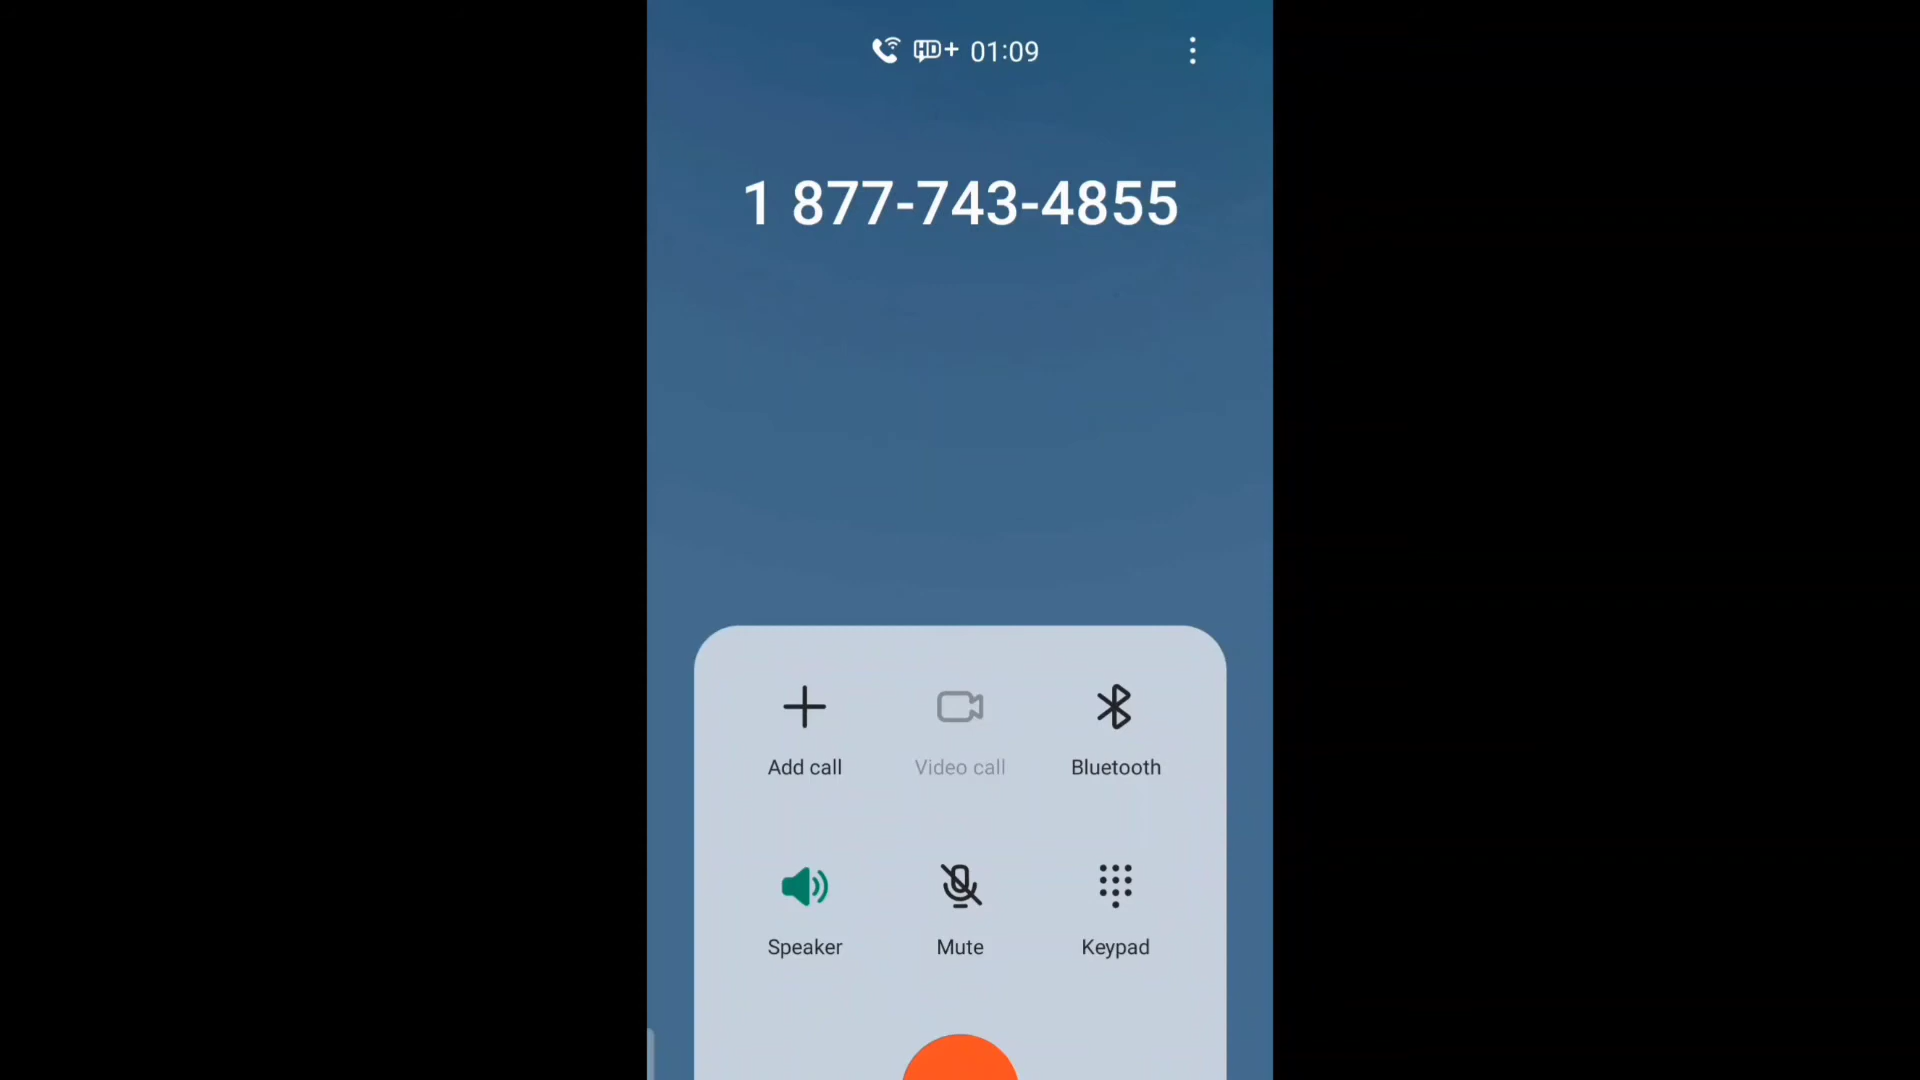 HD+ 01:09
1 877-743-4855
Add call Video call Bluetooth
Speaker Mute Keypad